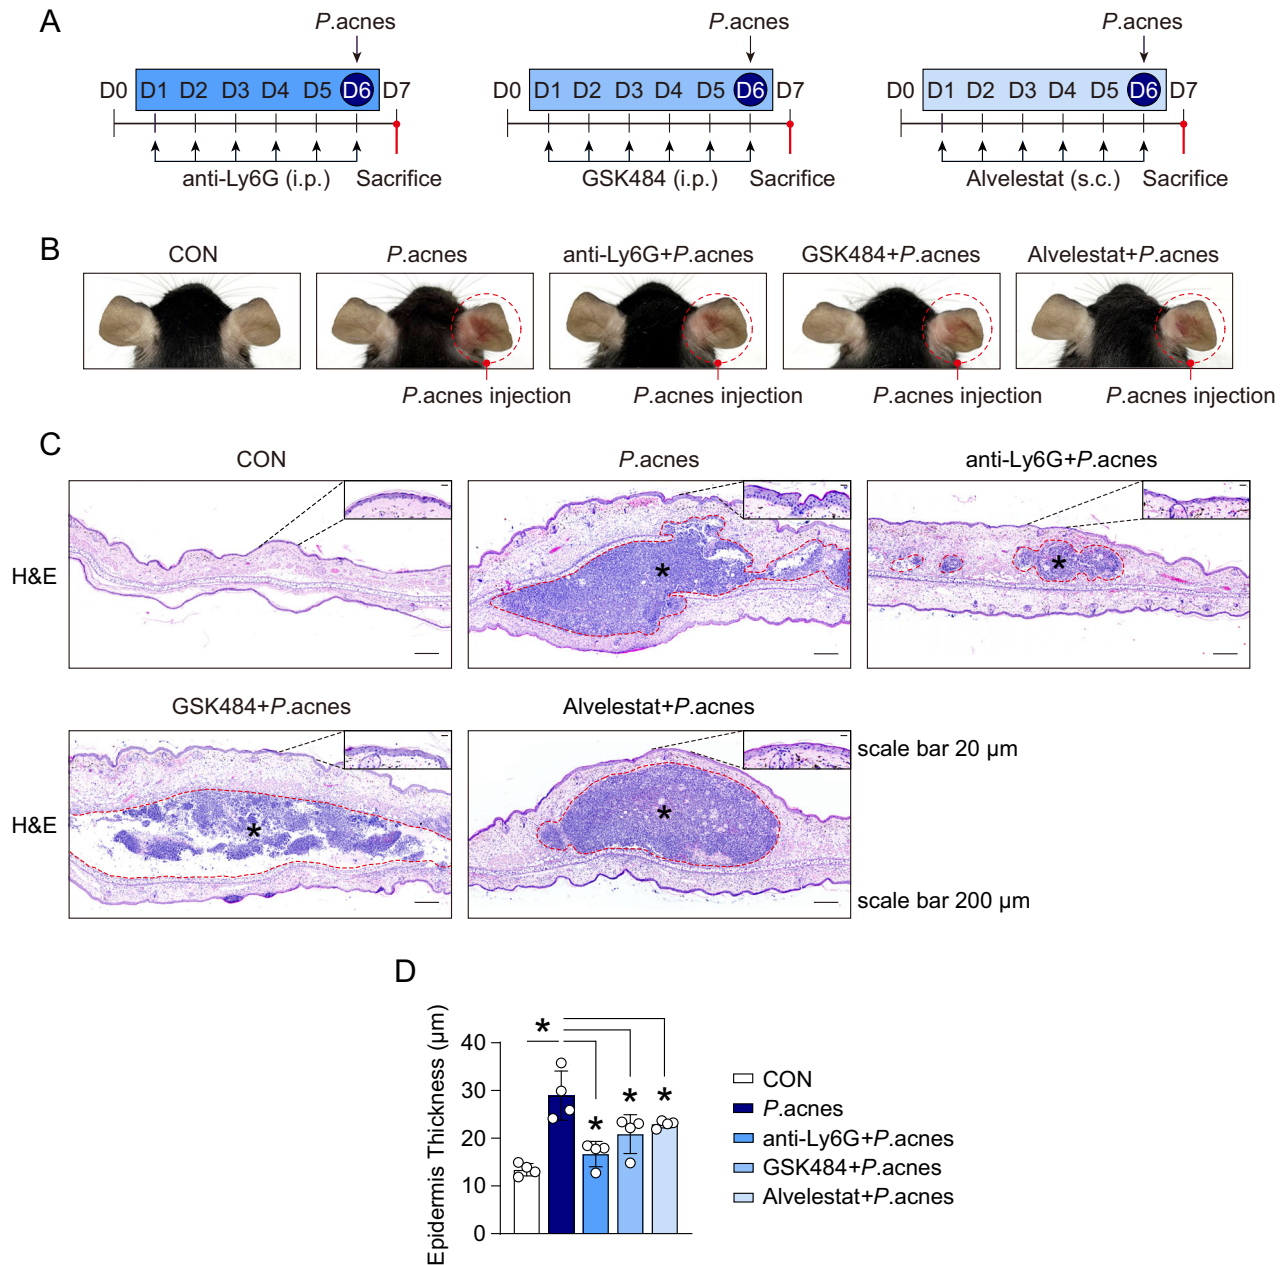 A
P.acnes P.acnes P.acnes
D0 D1 D2 D3 D4 D5 D6 D7 D0 D1 D2 D3 D4 D5 D6 D7 D0 D1 D2 D3 D4 D5 D6 D7
anti-Ly6G (i.p.) Sacrifice GSK484 (i.p.) Sacrifice Alvelestat (s.c.) Sacrifice
B
CON P.acnes anti-Ly6G+P.acnes GSK484+P.acnes Alvelestat+P.acnes
P.acnes injection P.acnes injection P.acnes injection P.acnes injection
C
CON P.acnes anti-Ly6G+P.acnes
H&E
*
*
GSK484+P.acnes Alvelestat+P.acnes
scale bar 20 µm
H&E
*
*
scale bar 200 µm
D
Epidermis Thickness (µm)
40
30
20
10
0
*
*
*
*
CON
P.acnes
anti-Ly6G+P.acnes
GSK484+P.acnes
Alvelestat+P.acnes